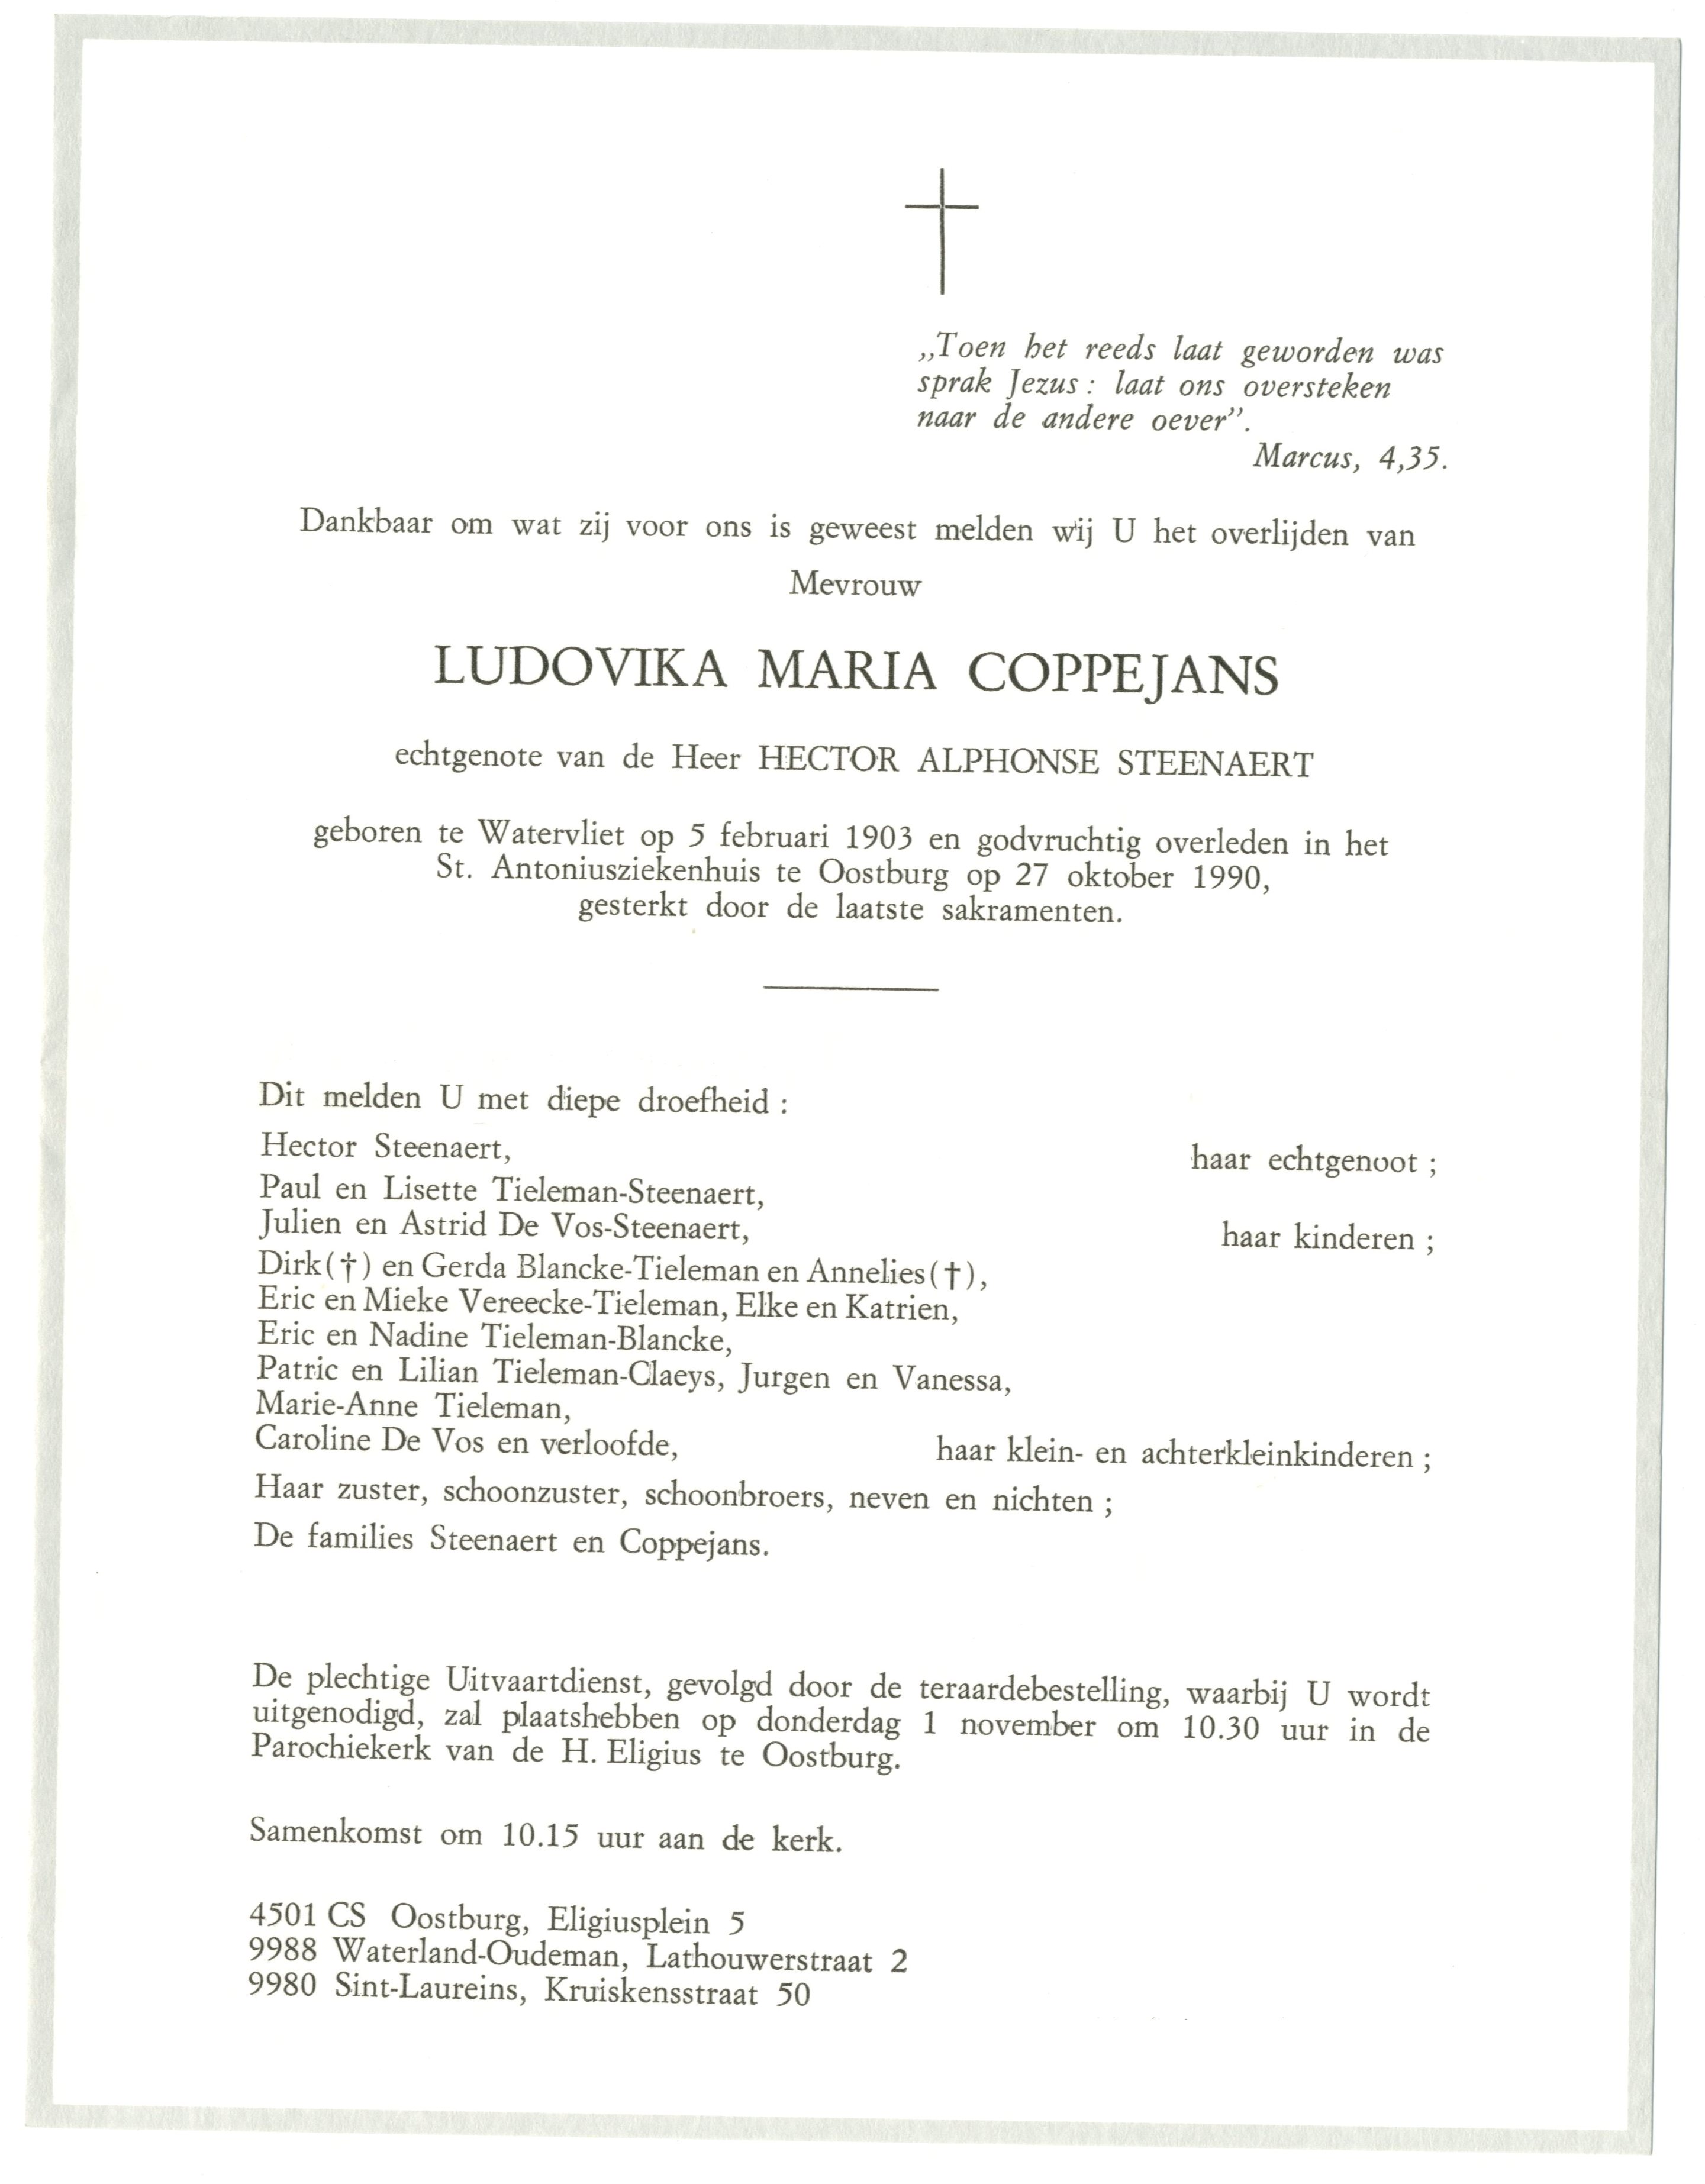 „Toen het reeds laat geworden was
sprak Jezus : laat ons oversteken
naar de andere oever”.
Marcus, 4,35.
Dankbaar om wat zij voor ons is geweest melden wij U het overlijden van
Mevrouw
LUDOVIKA MARIA COPPEJANS
echtgenote van de Heer HECTOR ALPHONSE STEENAERT
geboren te Watervliet op 5 februari 1903 en godvruchtig overleden in het
St. Antoniusziekenhuis te Oostburg op 27 oktober 1990,
gesterkt door de laatste sakramenten.
Dit melden U met diepe droefheid :
Hector Steenaert, haar echtgenoot ;
Paul en Lisette Tieleman-Steenaert,
Julien en Astrid De Vos-Steenaert, haar kinderen ;
Dirk(†) en Gerda Blancke-Tieleman en Annelies(†),
Eric en Mieke Vereecke-Tieleman, Elke en Katrien,
Eric en Nadine Tieleman-Blancke,
Patric en Lilian Tieleman-Claeys, Jurgen en Vanessa,
Marie-Anne Tieleman,
Caroline De Vos en verloofde, haar klein- en achterkleinkinderen ;
Haar zuster, schoonzuster, schoonbroers, neven en nichten ;
De families Steenaert en Coppejans.
De plechtige Uitvaartdienst, gevolgd door de teraardebestelling, waarbij U wordt
uitgenodigd, zal plaatshebben op donderdag 1 november om 10.30 uur in de
Parochiekerk van de H. Eligius te Oostburg.
Samenkomst om 10.15 uur aan de kerk.
4501 CS Oostburg, Eligiusplein 5
9988 Waterland-Oudeman, Lathouwerstraat 2
9980 Sint-Laureins, Kruiskensstraat 50